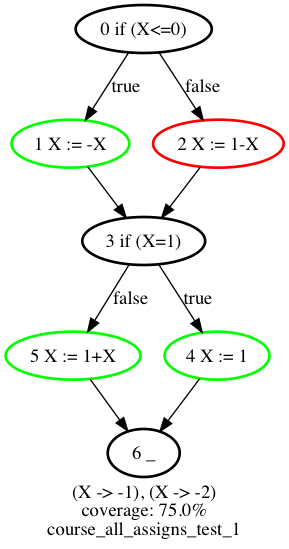 0 if (X<=0)
true
false
1 X := -X
2 X := 1-X
3 if (X=1)
false
true
5 X := 1+X
4 X := 1
6 _
(X -> -1), (X -> -2)
coverage: 75.0%
course_all_assigns_test_1